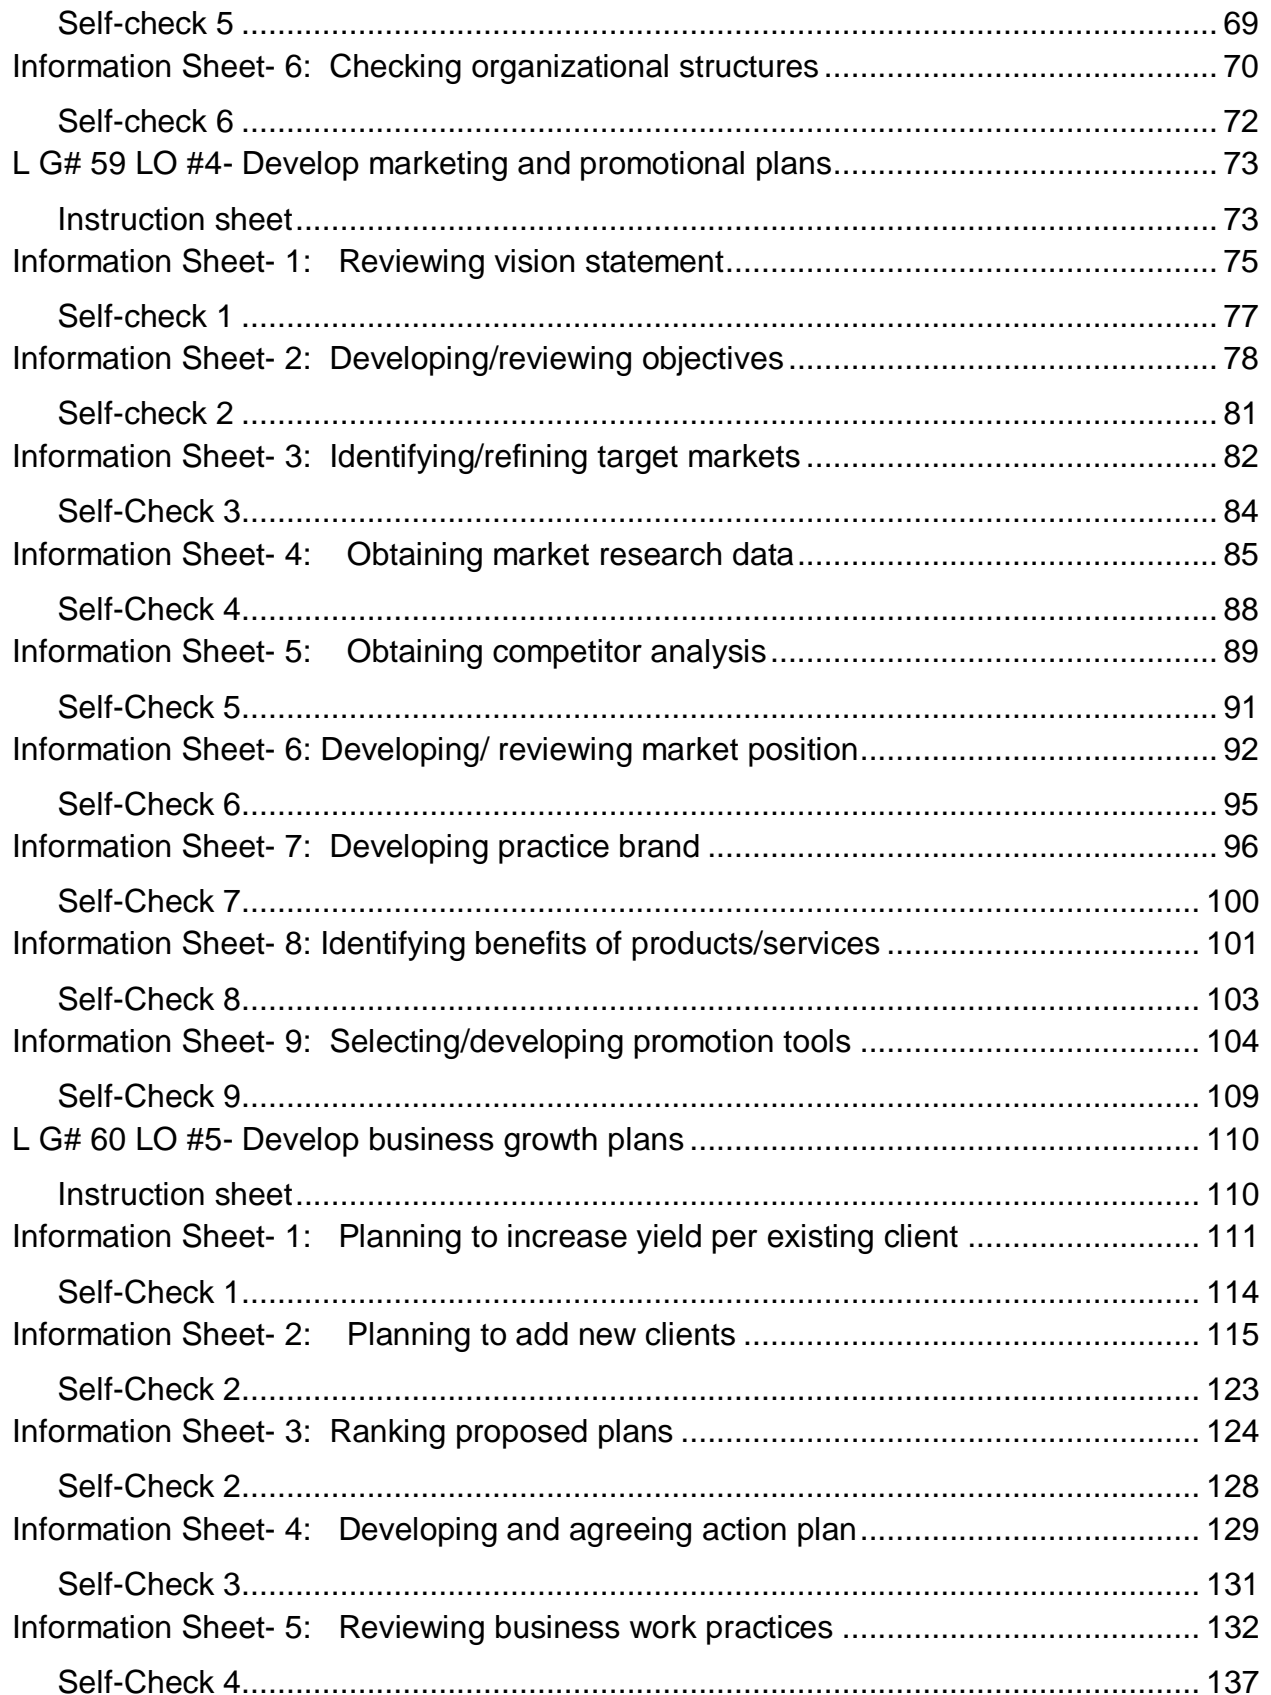 Self-check 5 ........ 69
Information Sheet- 6: Checking organizational structures ........ 70
Self-check 6 ........ 72
L G# 59 LO #4- Develop marketing and promotional plans ........ 73
Instruction sheet ........ 73
Information Sheet- 1: Reviewing vision statement ........ 75
Self-check 1 ........ 77
Information Sheet- 2: Developing/reviewing objectives ........ 78
Self-check 2 ........ 81
Information Sheet- 3: Identifying/refining target markets ........ 82
Self-Check 3 ........ 84
Information Sheet- 4: Obtaining market research data ........ 85
Self-Check 4 ........ 88
Information Sheet- 5: Obtaining competitor analysis ........ 89
Self-Check 5 ........ 91
Information Sheet- 6: Developing/ reviewing market position ........ 92
Self-Check 6 ........ 95
Information Sheet- 7: Developing practice brand ........ 96
Self-Check 7 ........ 100
Information Sheet- 8: Identifying benefits of products/services ........ 101
Self-Check 8 ........ 103
Information Sheet- 9: Selecting/developing promotion tools ........ 104
Self-Check 9 ........ 109
L G# 60 LO #5- Develop business growth plans ........ 110
Instruction sheet ........ 110
Information Sheet- 1: Planning to increase yield per existing client ........ 111
Self-Check 1 ........ 114
Information Sheet- 2: Planning to add new clients ........ 115
Self-Check 2 ........ 123
Information Sheet- 3: Ranking proposed plans ........ 124
Self-Check 2 ........ 128
Information Sheet- 4: Developing and agreeing action plan ........ 129
Self-Check 3 ........ 131
Information Sheet- 5: Reviewing business work practices ........ 132
Self-Check 4 ........ 137